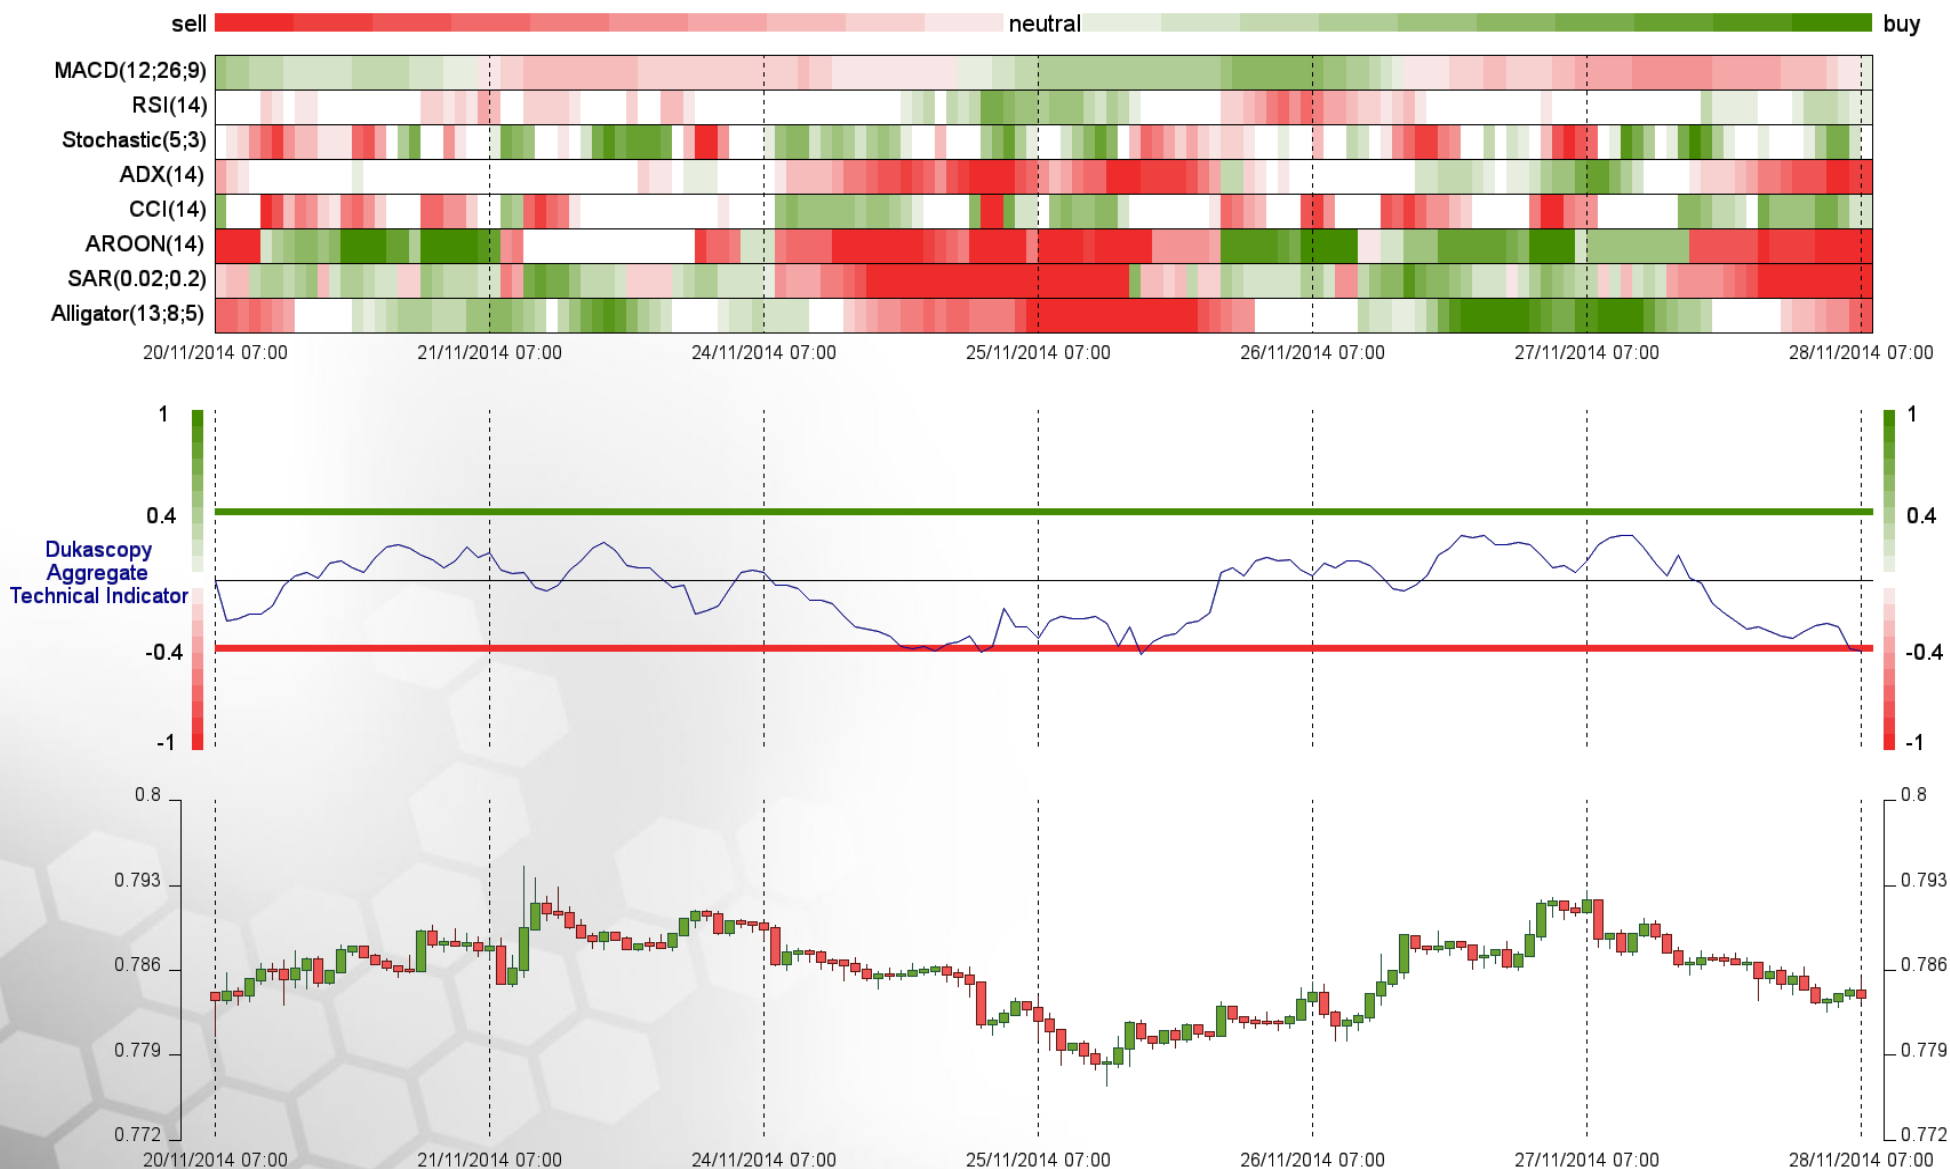 sell neutral buy
MACD(12;26;9)
RSI(14)
Stochastic(5;3)
ADX(14)
CCI(14)
AROON(14)
SAR(0.02;0.2)
Alligator(13;8;5)
20/11/2014 07:00 21/11/2014 07:00 24/11/2014 07:00 25/11/2014 07:00 26/11/2014 07:00 27/11/2014 07:00 28/11/2014 07:00
1 1
0.4 0.4
Dukascopy
Aggregate
Technical Indicator
-0.4 -0.4
-1 -1
0.8 0.8
0.793 0.793
0.786 0.786
0.779 0.779
0.772 0.772
20/11/2014 07:00 21/11/2014 07:00 24/11/2014 07:00 25/11/2014 07:00 26/11/2014 07:00 27/11/2014 07:00 28/11/2014 07:00